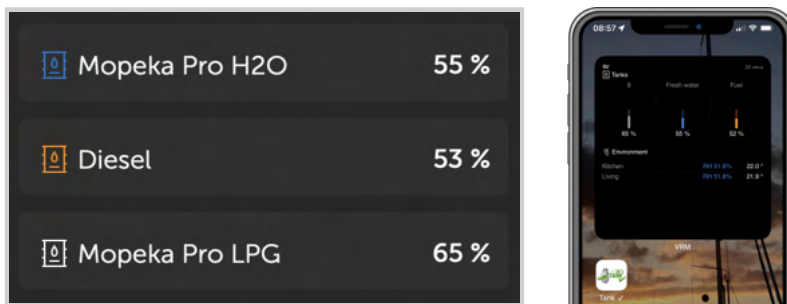 Mopeka Pro H2O 55 %
Diesel 53 %
Mopeka Pro LPG 65 %
08:57
Tanks
8 Fresh water Fuel
65 % 55 % 52 %
Environment
Kitchen RH 51.8% 22.0 °
Living RH 51.8% 21.9 °
VRM
Tank